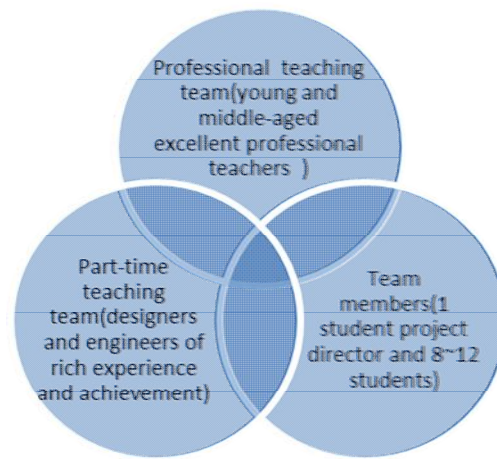 Professional teaching
team(young and
middle-aged
excellent professional
teachers )
Part-time
teaching
team(designers
and engineers of
rich experience
and achievement)
Team
members(1
student project
director and 8~12
students)